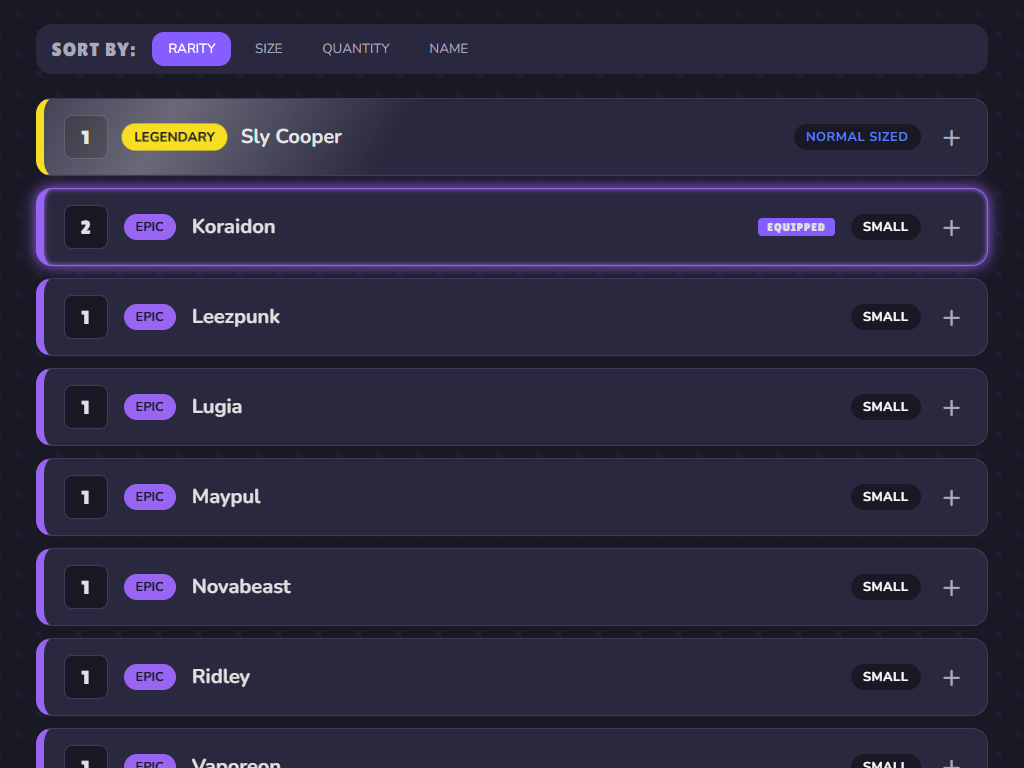 SORT BY: RARITY SIZE QUANTITY NAME
1 LEGENDARY Sly Cooper NORMAL SIZED +
2 EPIC Koraidon EQUIPPED SMALL +
1 EPIC Leezpunk SMALL +
1 EPIC Lugia SMALL +
1 EPIC Maypul SMALL +
1 EPIC Novabeast SMALL +
1 EPIC Ridley SMALL +
1 EPIC Vaporeon SMALL +